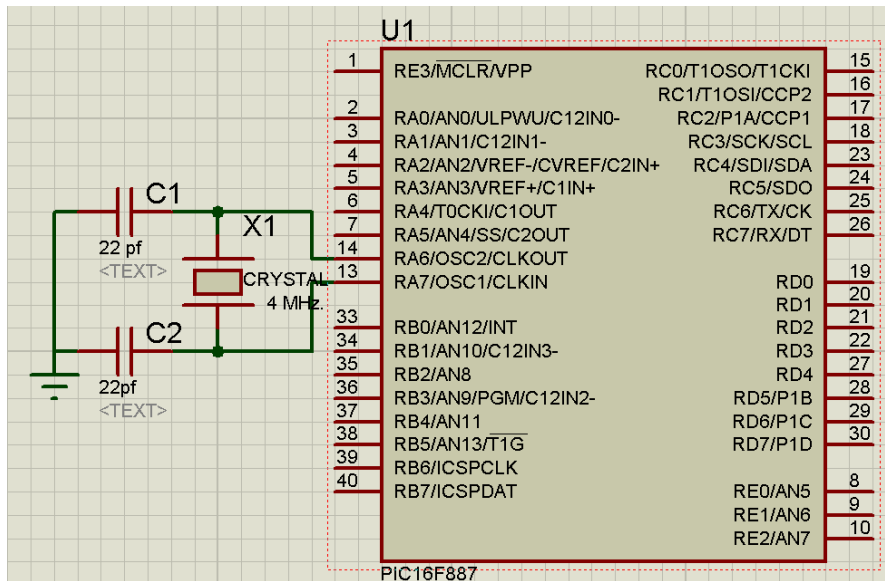 U1
1
RE3/MCLR/VPP
2
RA0/AN0/ULPWU/C12IN0-
3
RA1/AN1/C12IN1-
4
RA2/AN2/VREF-/CVREF/C2IN+
5
RA3/AN3/VREF+/C1IN+
6
RA4/T0CKI/C1OUT
7
RA5/AN4/SS/C2OUT
14
RA6/OSC2/CLKOUT
13
RA7/OSC1/CLKIN
33
RB0/AN12/INT
34
RB1/AN10/C12IN3-
35
RB2/AN8
36
RB3/AN9/PGM/C12IN2-
37
RB4/AN11
38
RB5/AN13/T1G
39
RB6/ICSPCLK
40
RB7/ICSPDAT
RC0/T1OSO/T1CKI
15
RC1/T1OSI/CCP2
16
RC2/P1A/CCP1
17
RC3/SCK/SCL
18
RC4/SDI/SDA
23
RC5/SDO
24
RC6/TX/CK
25
RC7/RX/DT
26
RD0
19
RD1
20
RD2
21
RD3
22
RD4
27
RD5/P1B
28
RD6/P1C
29
RD7/P1D
30
RE0/AN5
8
RE1/AN6
9
RE2/AN7
10
PIC16F887
C1
22 pf
<TEXT>
X1
CRYSTAL
4 MHz.
C2
22pf
<TEXT>